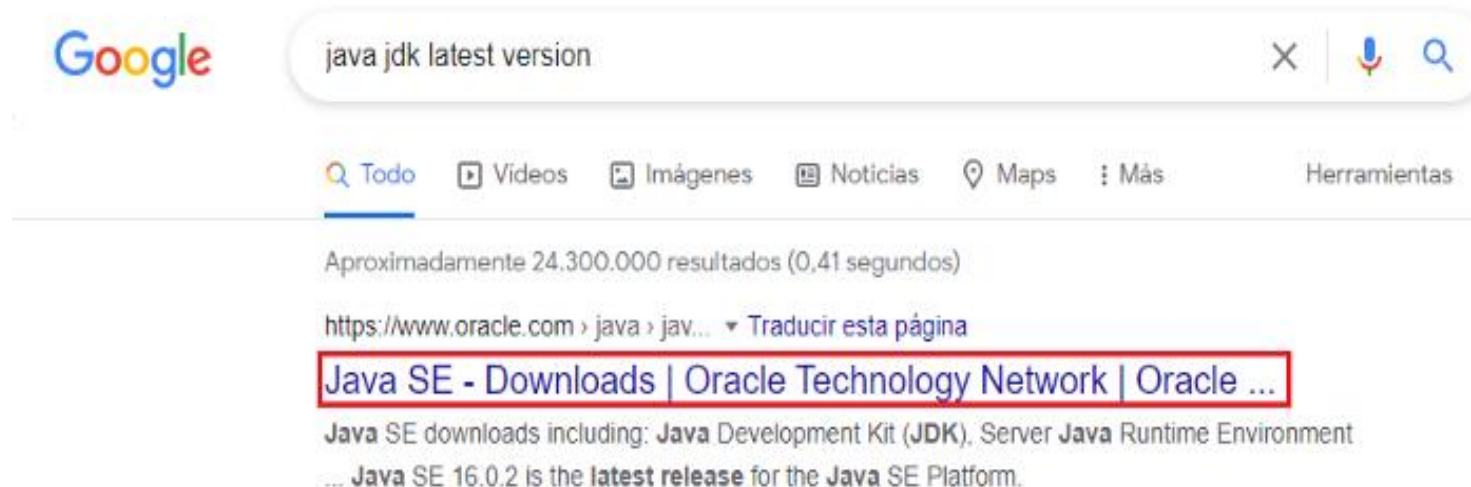 Google
java jdk latest version
Todo Vídeos Imágenes Noticias Maps Más Herramientas
Aproximadamente 24.300.000 resultados (0,41 segundos)
https://www.oracle.com › java › jav... Traducir esta página
Java SE - Downloads | Oracle Technology Network | Oracle ...
Java SE downloads including: Java Development Kit (JDK), Server Java Runtime Environment
... Java SE 16.0.2 is the latest release for the Java SE Platform.